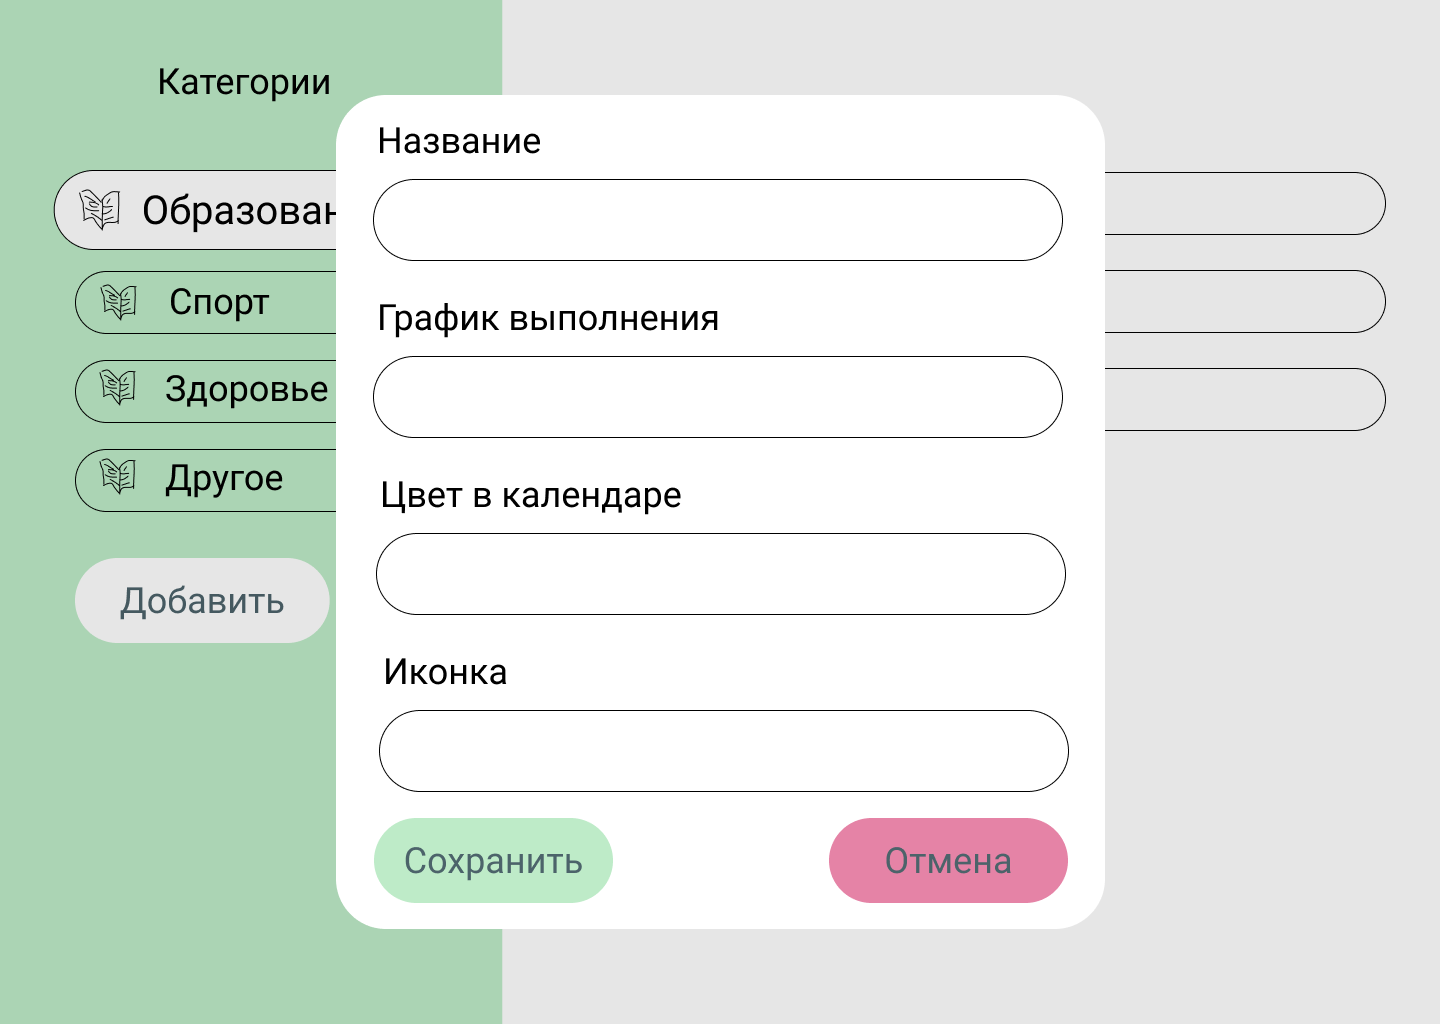 Категории
Образован
Спорт
Здоровье
Другое
Добавить
Название
График выполнения
Цвет в календаре
Иконка
Сохранить
Отмена